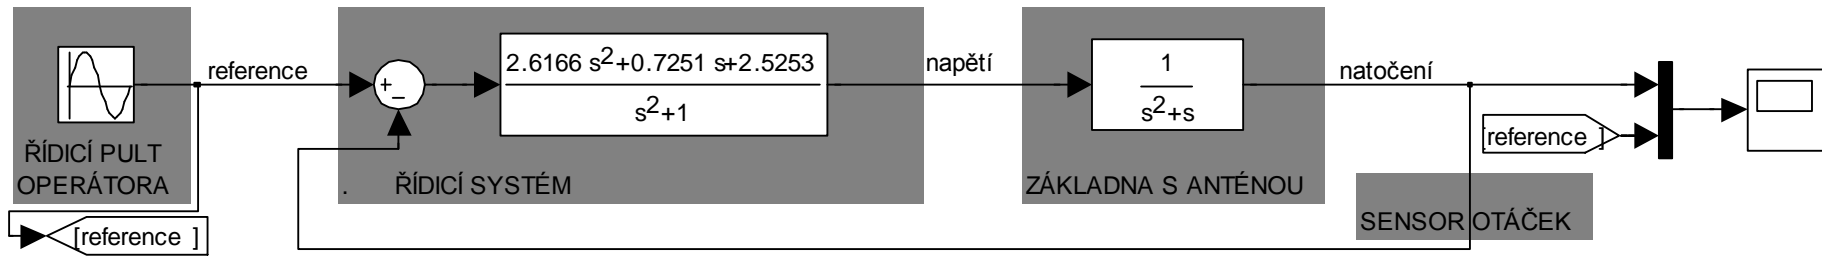 reference
ŘÍDICÍ PULT
OPERÁTORA
[reference ]
+
−
2.6166 s²+0.7251 s+2.5253
s²+1
. ŘÍDICÍ SYSTÉM
napětí
1
s²+s
ZÁKLADNA S ANTÉNOU
natočení
[reference ]
SENSOR OTÁČEK